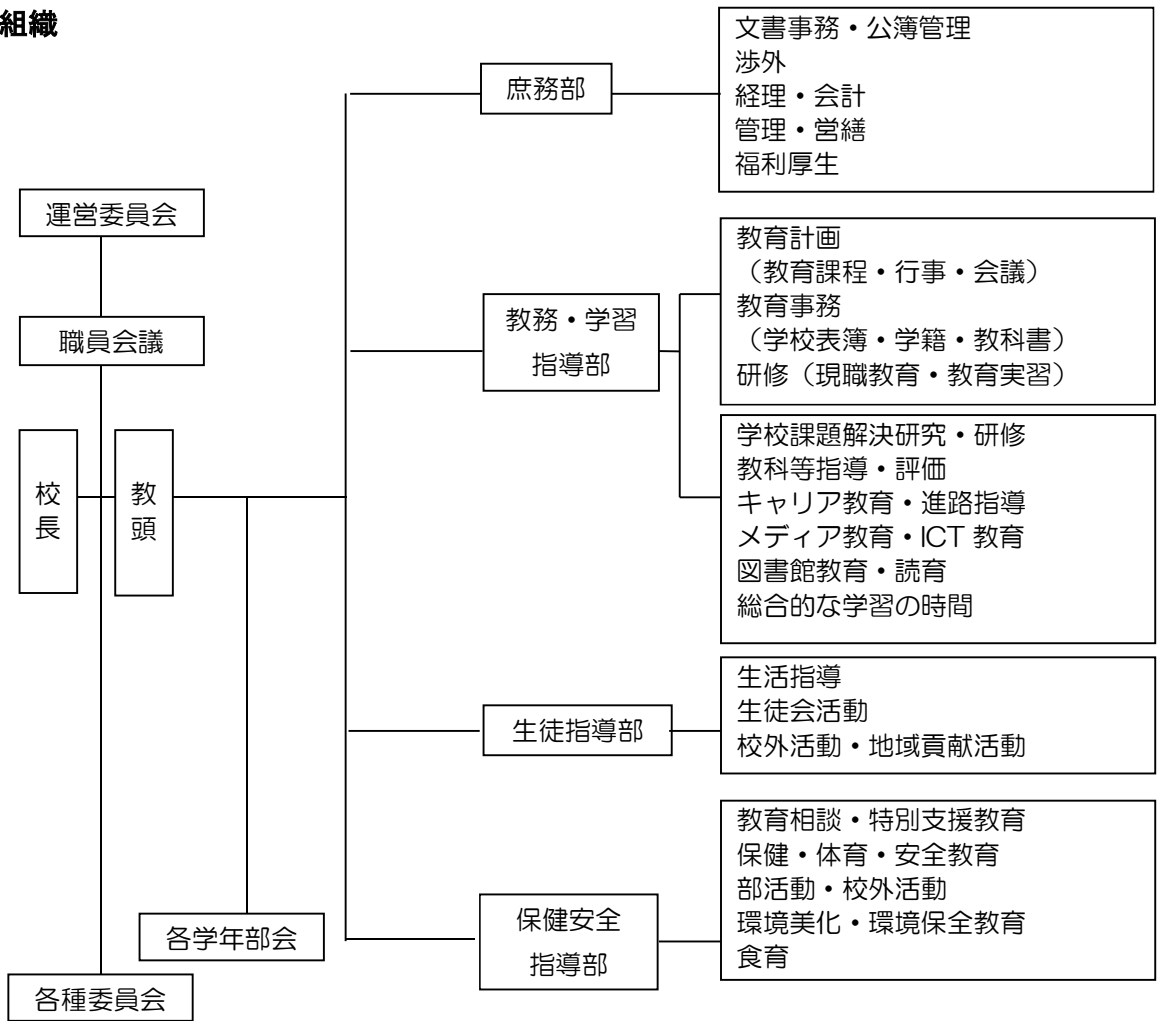 組織
運営委員会
職員会議
校長
教頭
各学年部会
各種委員会
庶務部
文書事務・公簿管理
渉外
経理・会計
管理・営繕
福利厚生
教務・学習
指導部
教育計画
（教育課程・行事・会議）
教育事務
（学校表簿・学籍・教科書）
研修（現職教育・教育実習）
学校課題解決研究・研修
教科等指導・評価
キャリア教育・進路指導
メディア教育・ICT 教育
図書館教育・読育
総合的な学習の時間
生徒指導部
生活指導
生徒会活動
校外活動・地域貢献活動
保健安全
指導部
教育相談・特別支援教育
保健・体育・安全教育
部活動・校外活動
環境美化・環境保全教育
食育